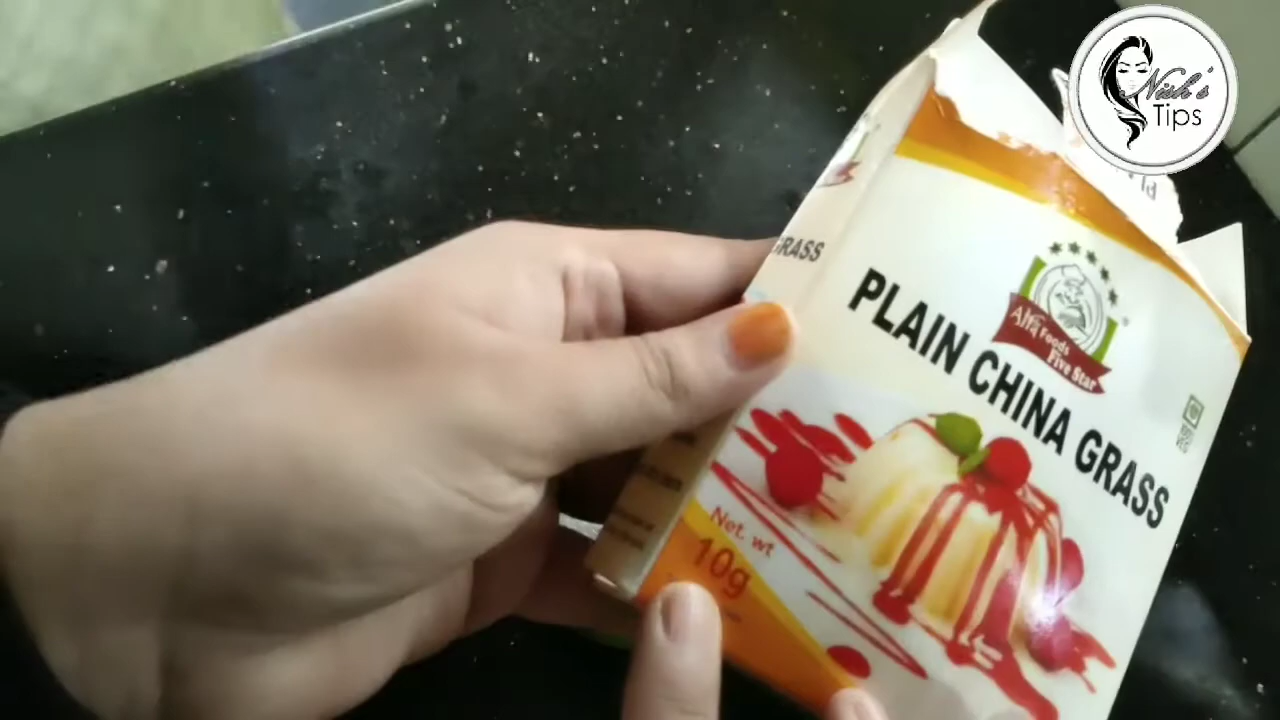 Nish's
Tips
GRASS
Alfa Foods
Five Star
PLAIN CHINA GRASS
Net. wt
10g